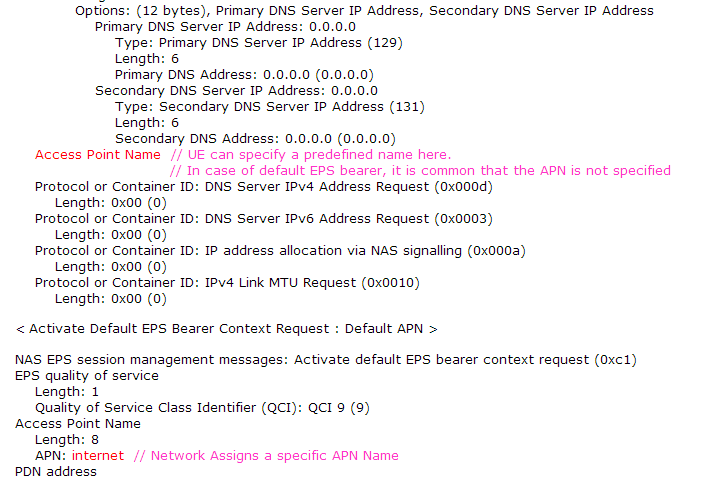 Options: (12 bytes), Primary DNS Server IP Address, Secondary DNS Server IP Address
Primary DNS Server IP Address: 0.0.0.0
Type: Primary DNS Server IP Address (129)
Length: 6
Primary DNS Address: 0.0.0.0 (0.0.0.0)
Secondary DNS Server IP Address: 0.0.0.0
Type: Secondary DNS Server IP Address (131)
Length: 6
Secondary DNS Address: 0.0.0.0 (0.0.0.0)
Access Point Name // UE can specify a predefined name here.
// In case of default EPS bearer, it is common that the APN is not specified
Protocol or Container ID: DNS Server IPv4 Address Request (0x000d)
Length: 0x00 (0)
Protocol or Container ID: DNS Server IPv6 Address Request (0x0003)
Length: 0x00 (0)
Protocol or Container ID: IP address allocation via NAS signalling (0x000a)
Length: 0x00 (0)
Protocol or Container ID: IPv4 Link MTU Request (0x0010)
Length: 0x00 (0)
< Activate Default EPS Bearer Context Request : Default APN >
NAS EPS session management messages: Activate default EPS bearer context request (0xc1)
EPS quality of service
Length: 1
Quality of Service Class Identifier (QCI): QCI 9 (9)
Access Point Name
Length: 8
APN: internet // Network Assigns a specific APN Name
PDN address